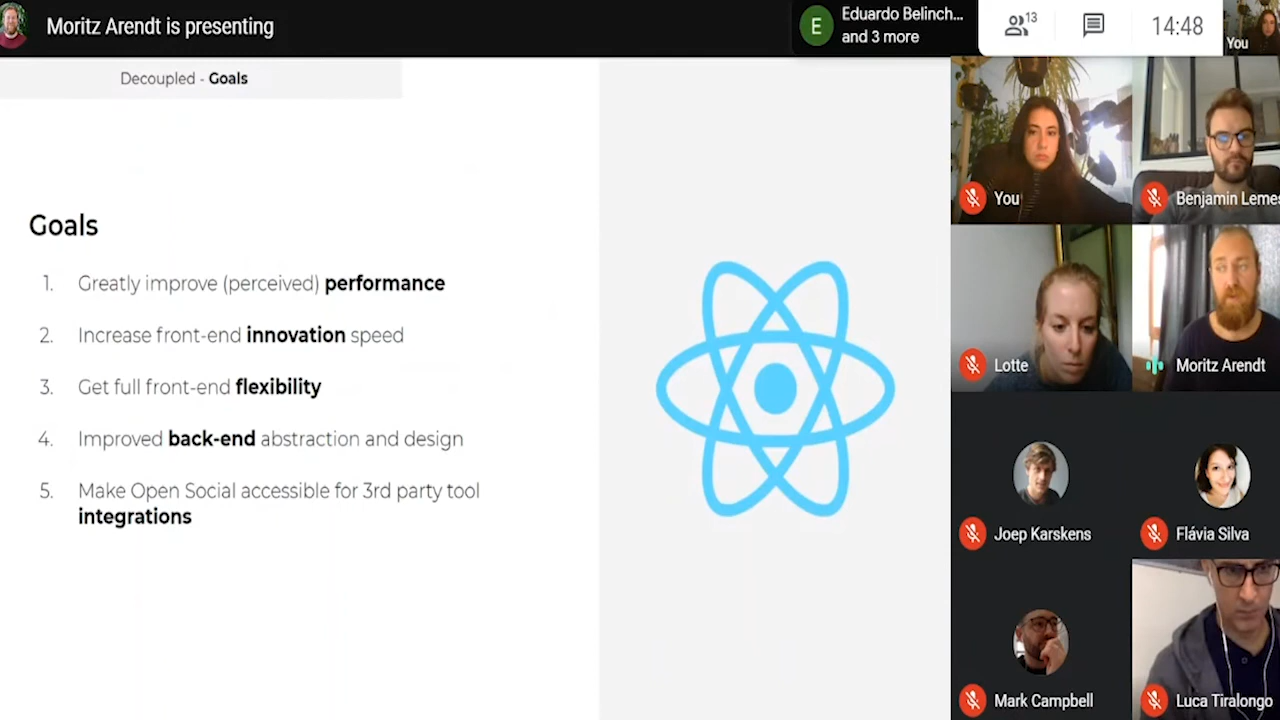 Moritz Arendt is presenting
E
Eduardo Belinch...
and 3 more
13
14:48
You
Decoupled - Goals
Goals
1. Greatly improve (perceived) performance
2. Increase front-end innovation speed
3. Get full front-end flexibility
4. Improved back-end abstraction and design
5. Make Open Social accessible for 3rd party tool
integrations
You
Benjamin Lemes
Lotte
Moritz Arendt
Joep Karskens
Flávia Silva
Mark Campbell
Luca Tiralongo